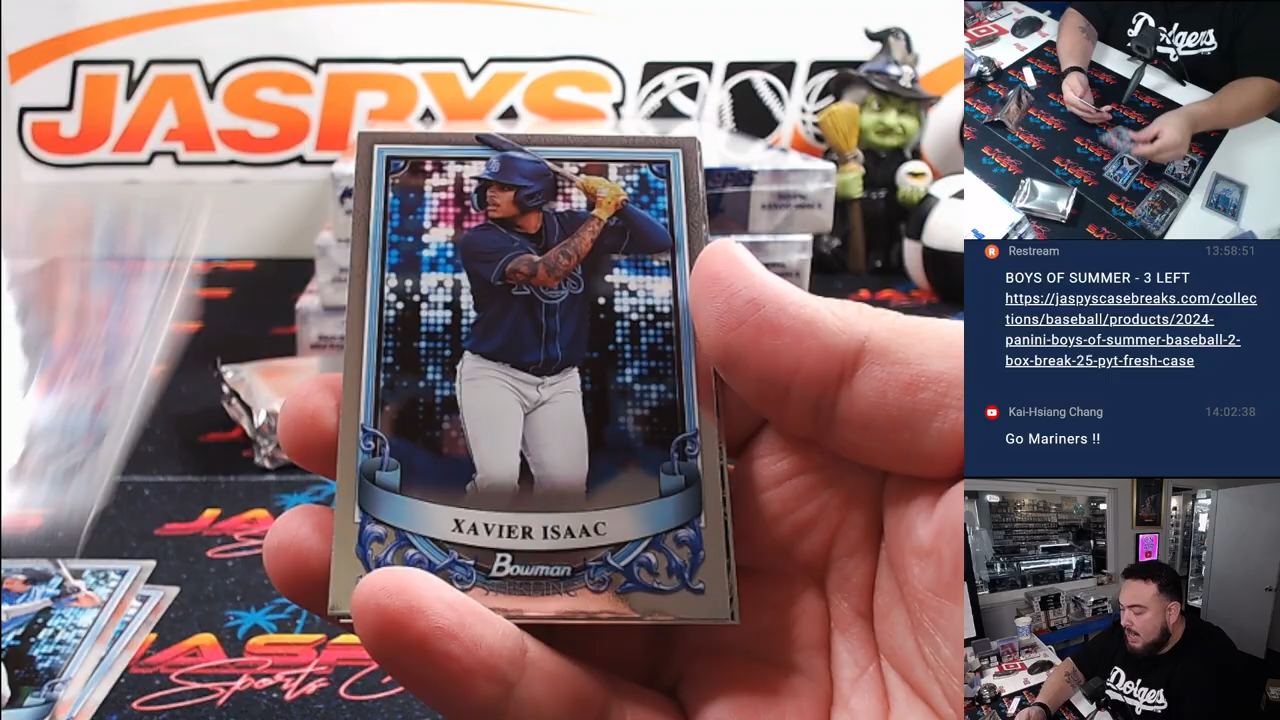 JASPYS
Rays
XAVIER ISAAC
Bowman
STERLING
Dodgers
Restream
13:58:51
BOYS OF SUMMER - 3 LEFT
https://jaspyscasebreaks.com/collec
tions/baseball/products/2024-
panini-boys-of-summer-baseball-2-
box-break-25-pyt-fresh-case
Kai-Hsiang Chang
14:02:38
Go Mariners !!
Dodgers